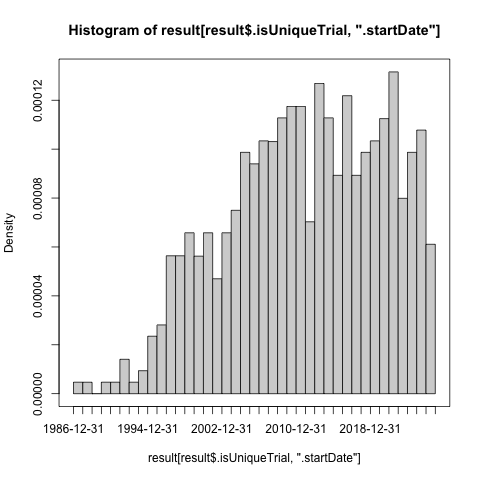 Histogram of result[result$.isUniqueTrial, ".startDate"]
0.00012
0.00008
0.00004
0.00000
Density
1986-12-31 1994-12-31 2002-12-31 2010-12-31 2018-12-31
result[result$.isUniqueTrial, ".startDate"]